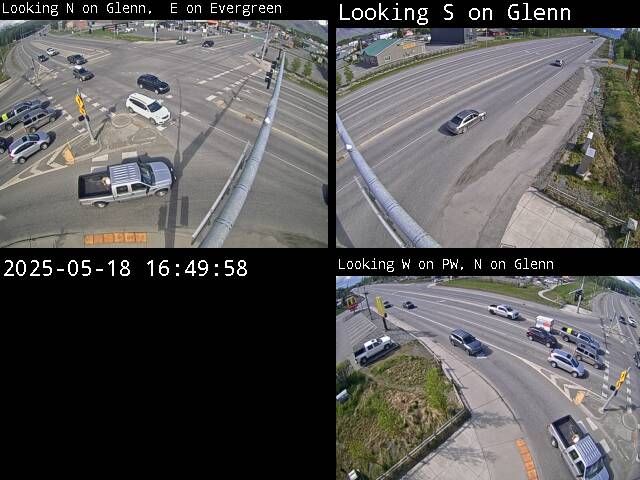 Looking N on Glenn, E on Evergreen
Looking S on Glenn
2025-05-18 16:49:58
Looking W on PW, N on Glenn